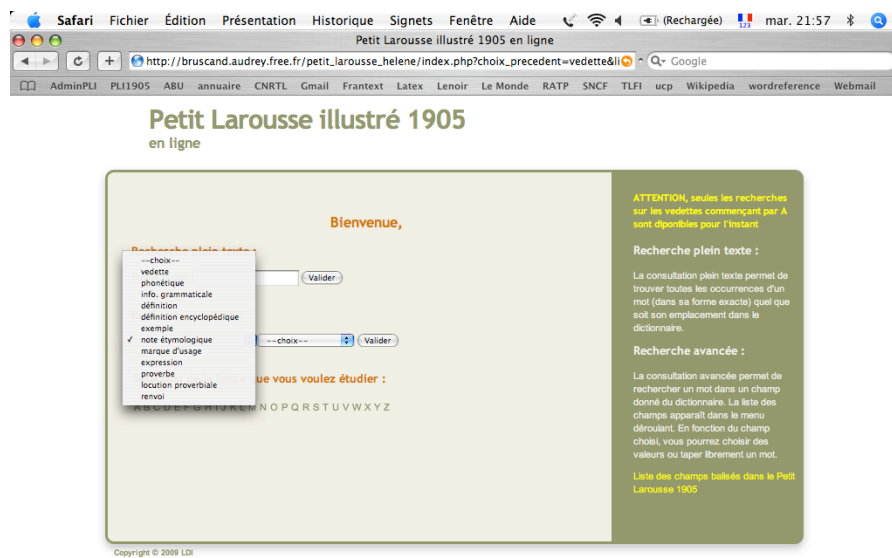 Safari Fichier Édition Présentation Historique Signets Fenêtre Aide (Rechargée) 123 mar. 21:57
Petit Larousse illustré 1905 en ligne
http://bruscand.audrey.free.fr/petit_larousse_helene/index.php?choix_precedent=vedette&li Google
AdminPLI PLI1905 ABU annuaire CNRTL Gmail Frantext Latex Lenoir Le Monde RATP SNCF TLFI ucp Wikipedia wordreference Webmail
Petit Larousse illustré 1905
en ligne
Bienvenue,
Recherche plein texte :
Valider
--choix--
vedette
phonétique
info. grammaticale
définition
définition encyclopédique
exemple
✓ note étymologique
marque d'usage
expression
proverbe
locution proverbiale
renvoi
--choix-- Valider
que vous voulez étudier :
A B C D E F G H I J K L M N O P Q R S T U V W X Y Z
ATTENTION, seules les recherches
sur les vedettes commençant par A
sont diponibles pour l'instant
Recherche plein texte :
La consultation plein texte permet de
trouver toutes les occurrences d'un
mot (dans sa forme exacte) quel que
soit son emplacement dans le
dictionnaire.
Recherche avancée :
La consultation avancée permet de
rechercher un mot dans un champ
donné du dictionnaire. La liste des
champs apparaît dans le menu
déroulant. En fonction du champ
choisi, vous pourrez choisir des
valeurs ou taper librement un mot.
Liste des champs balisés dans le Petit
Larousse 1905
Copyright © 2009 LDI